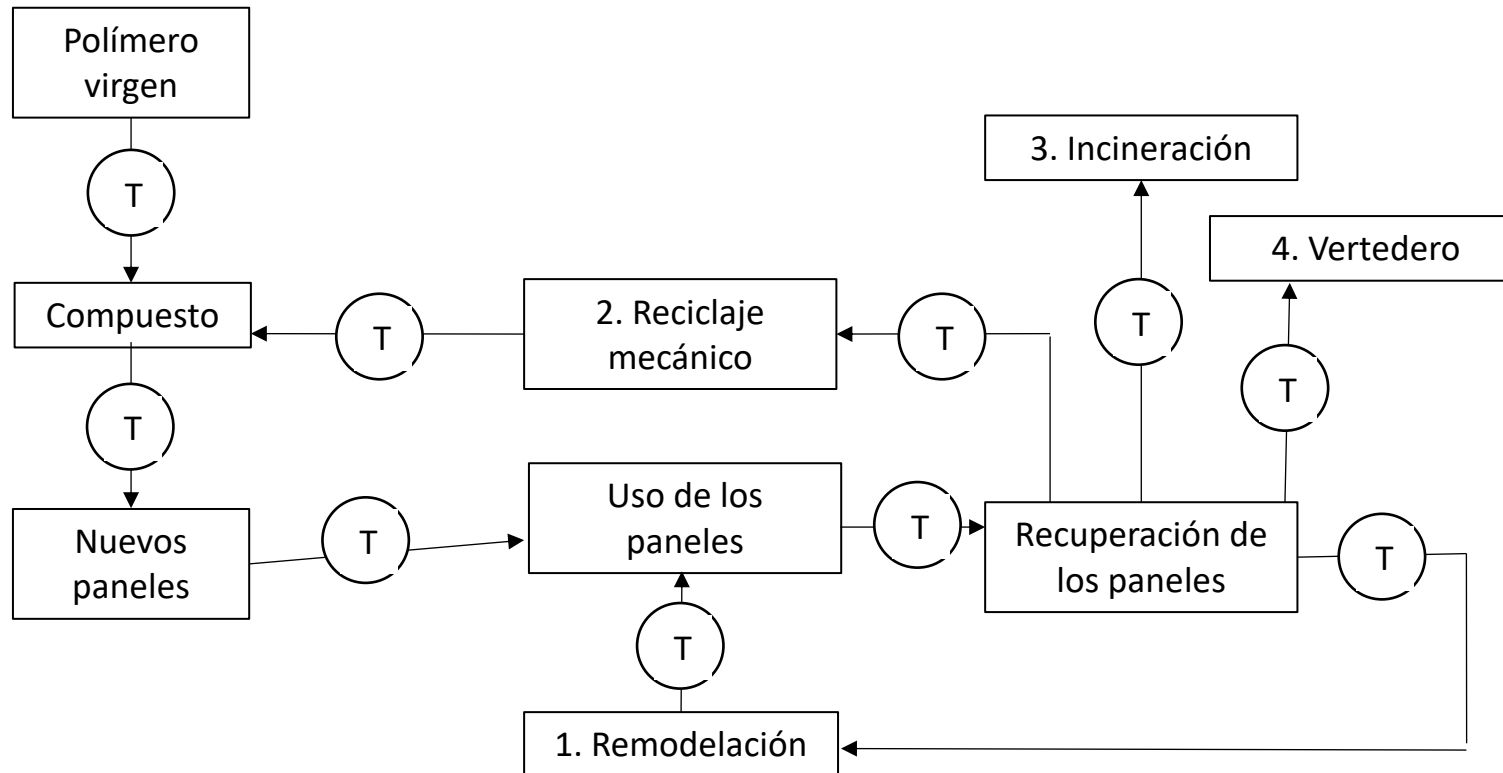 Polímero
virgen
T
3. Incineración
4. Vertedero
Compuesto
T
2. Reciclaje
mecánico
T
T
T
T
Nuevos
paneles
T
Uso de los
paneles
T
Recuperación de
los paneles
T
T
1. Remodelación